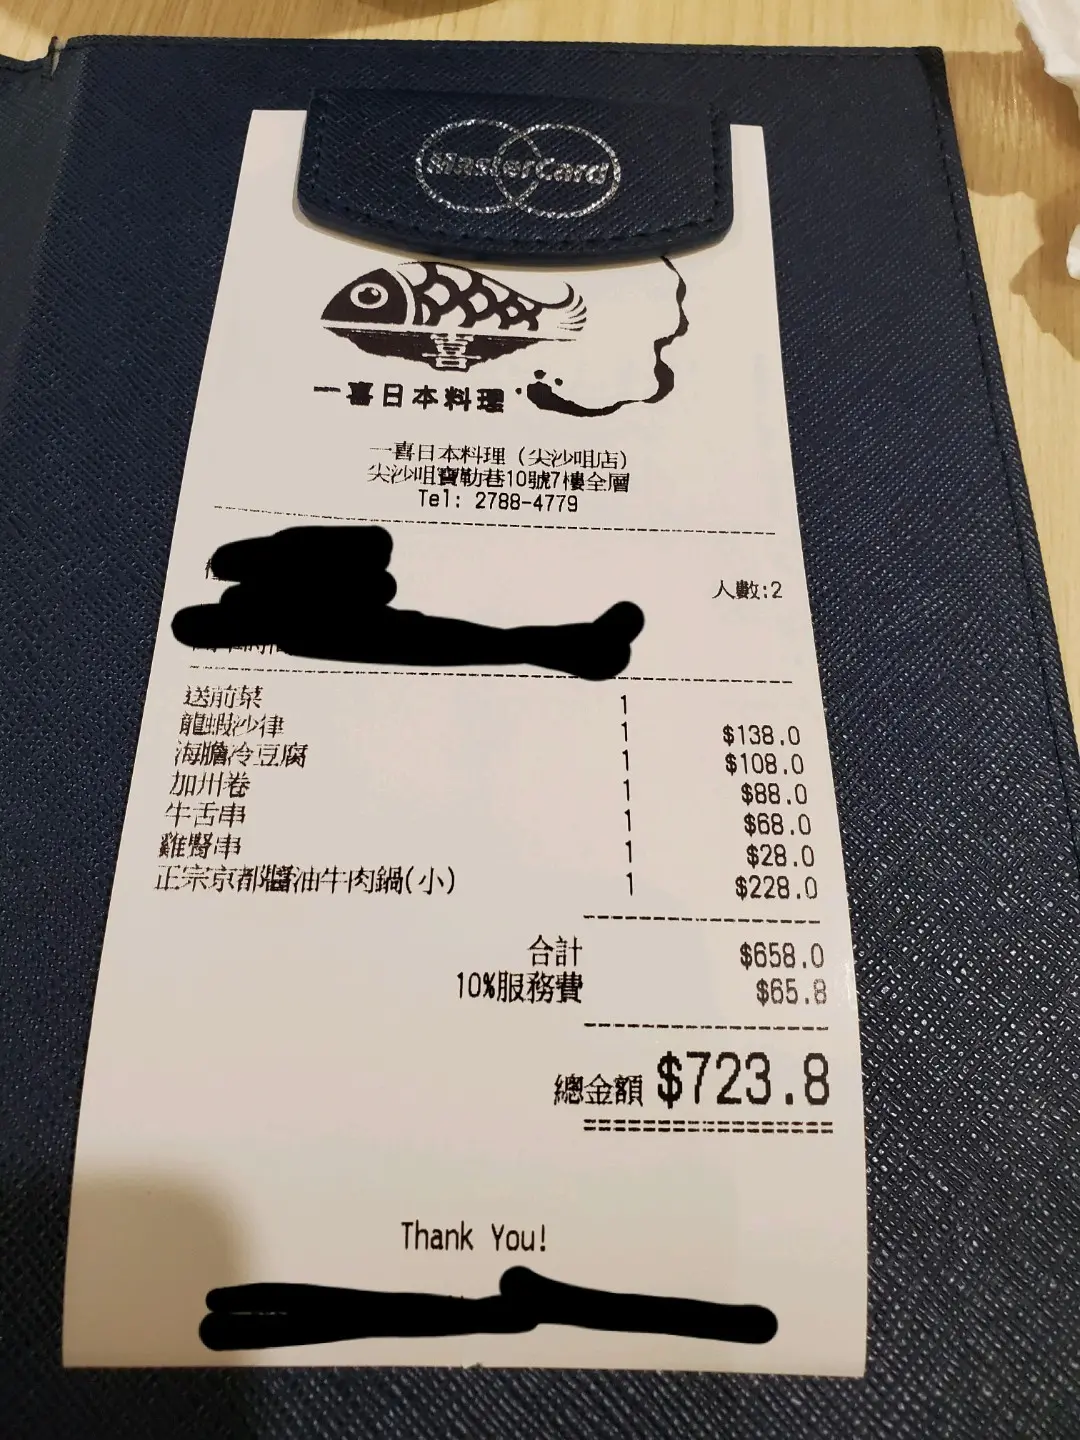 MasterCard
喜
一喜日本料理
一喜日本料理（尖沙咀店）
尖沙咀寶勒巷10號7樓全層
Tel: 2788-4779
人數:2
送前菜 1
龍蝦沙律 1 $138.0
海膽冷豆腐 1 $108.0
加州卷 1 $88.0
牛舌串 1 $68.0
雞腎串 1 $28.0
正宗京都醬油牛肉鍋(小) 1 $228.0
合計 $658.0
10%服務費 $65.8
總金額 $723.8
Thank You!